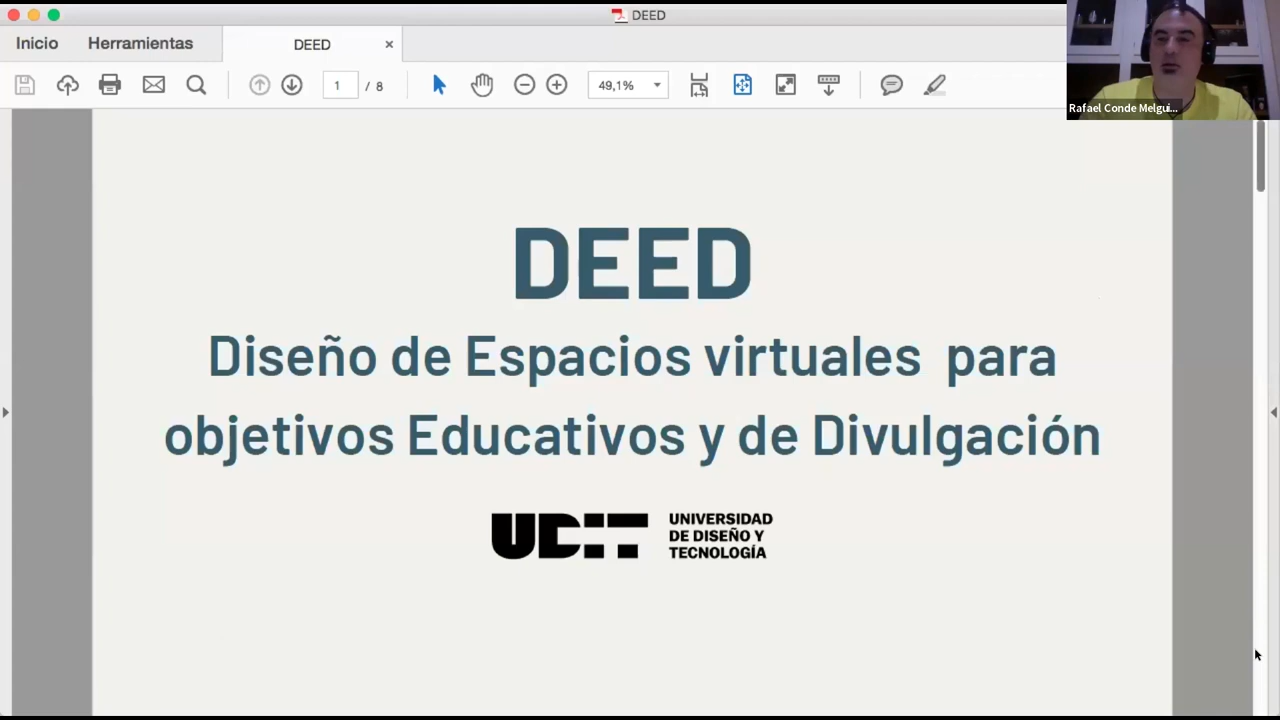 DEED
Inicio
Herramientas
DEED
1 / 8
49,1%
Rafael Conde Melgui...
DEED
Diseño de Espacios virtuales para
objetivos Educativos y de Divulgación
UDIT
UNIVERSIDAD
DE DISEÑO Y
TECNOLOGÍA